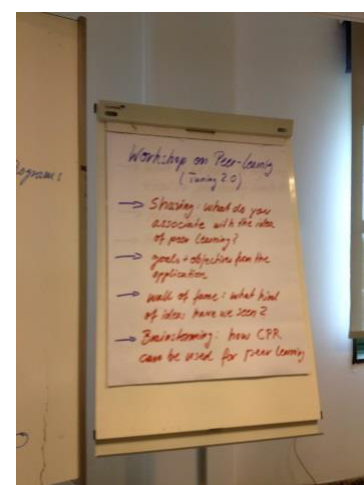 ograms
Workshop on Peer-Learning
(Tuning 2.0)
→ Sharing: what do you
associate with the idea
of peer learning?
→ goals + objectives from the
application
→ wall of fame: what kind
of ideas have we seen?
→ Brainstorming: how CPR
can be used for peer learning